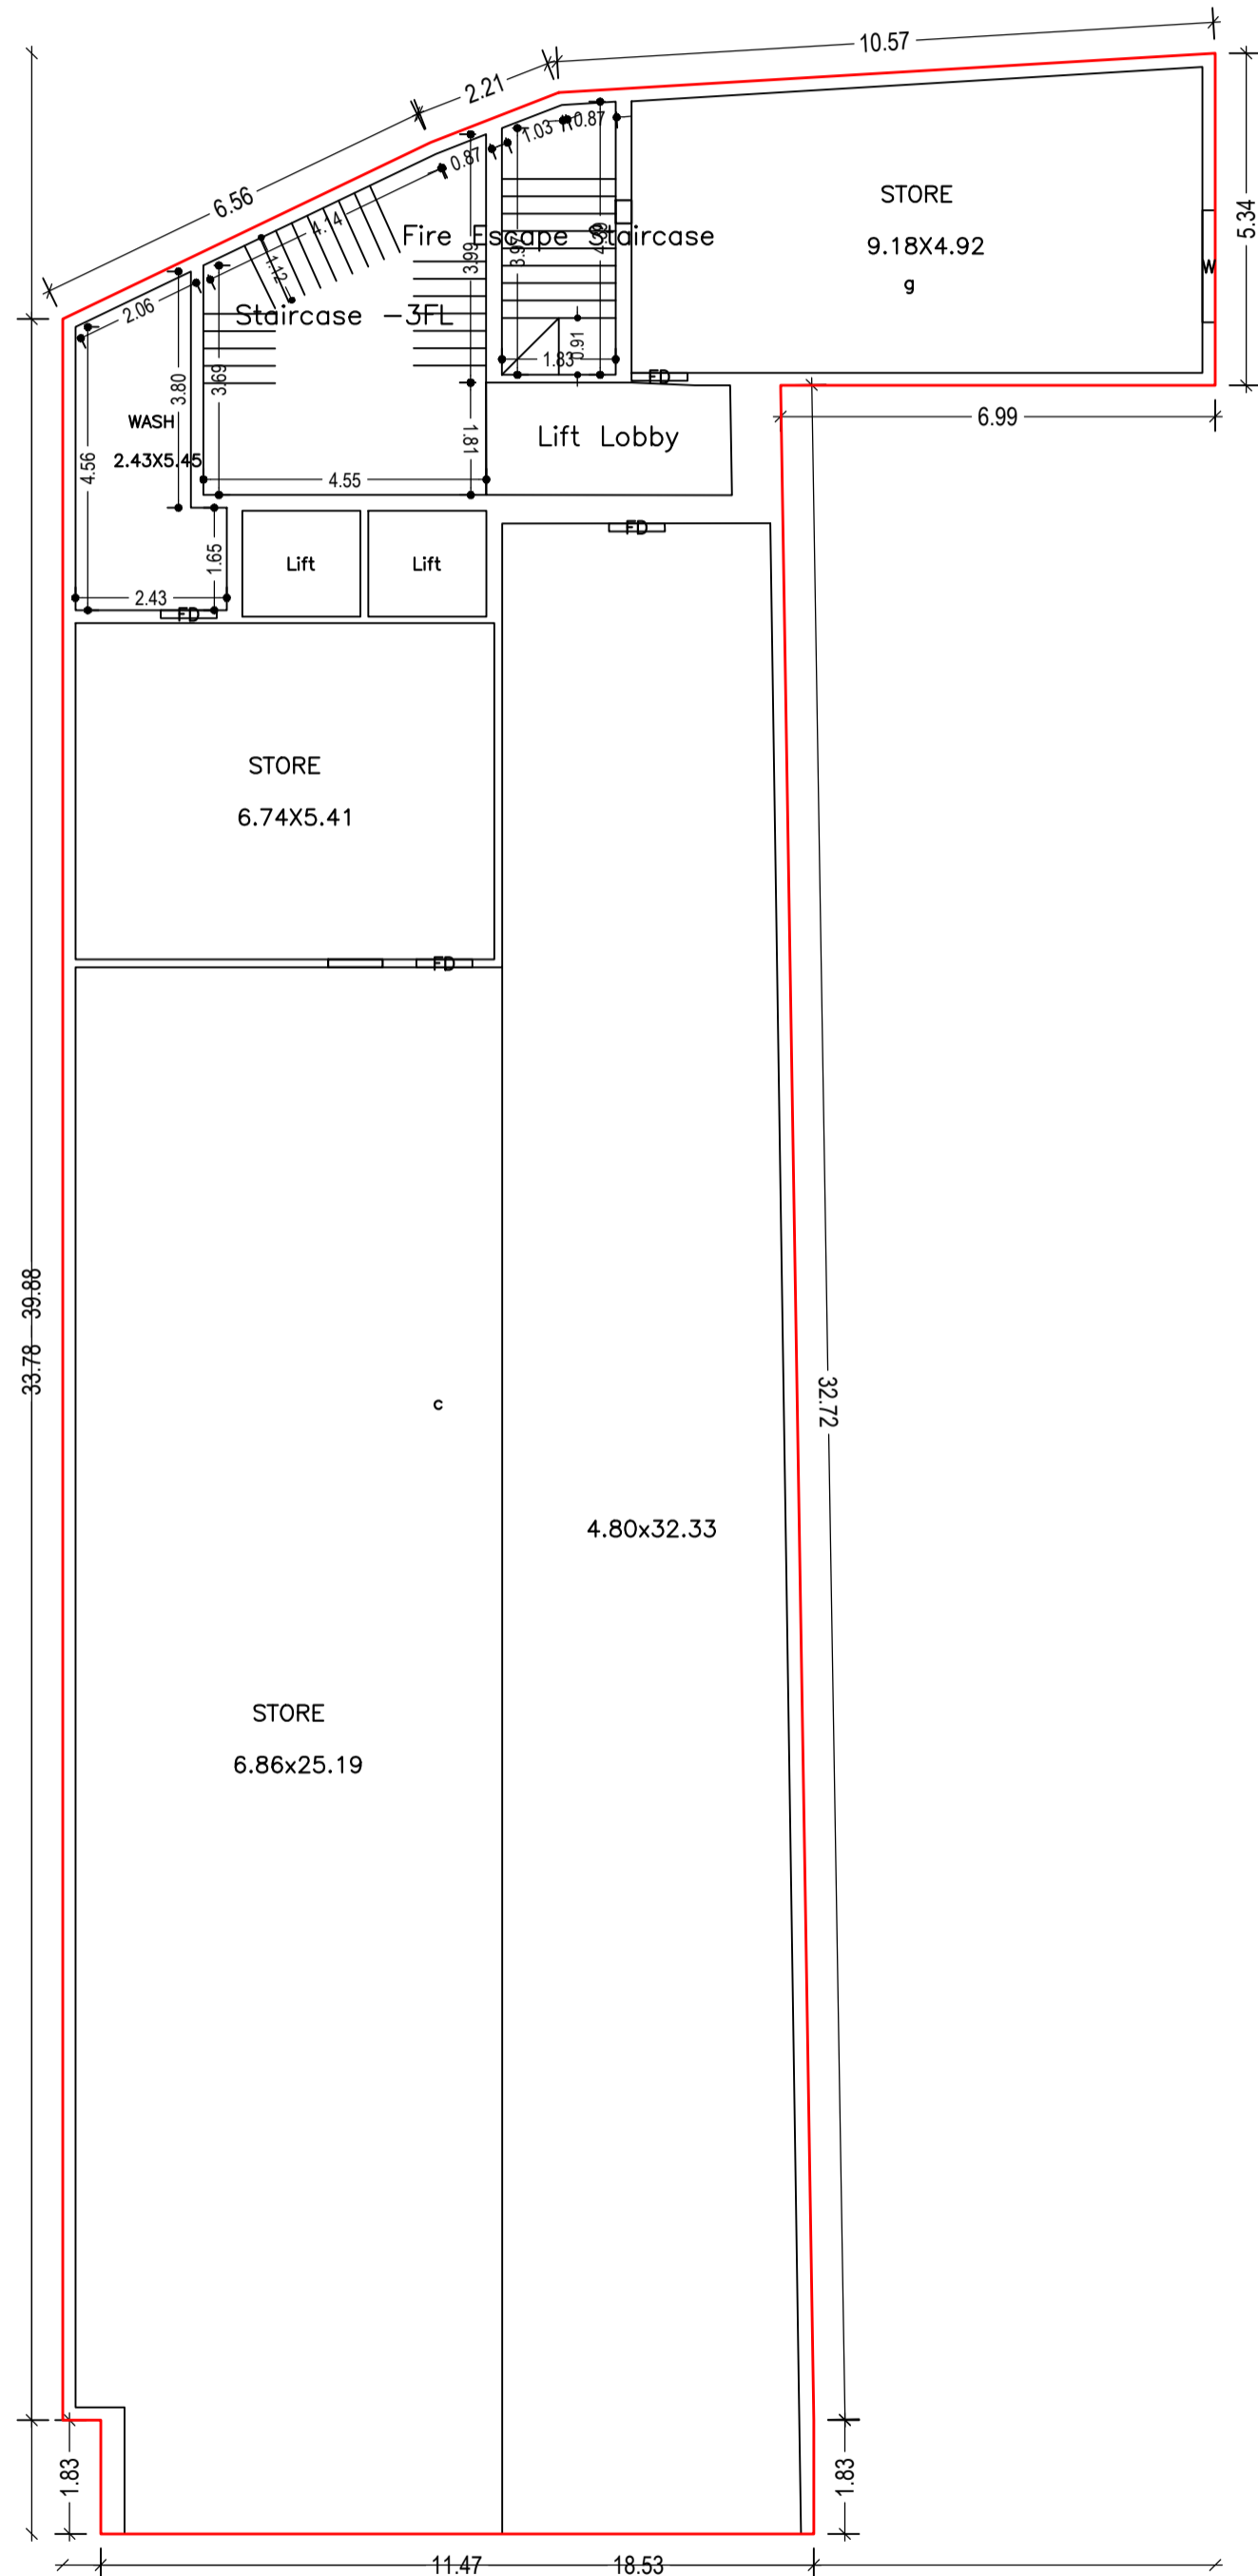 10.57
2.21
6.56
5.34
0.87
1.03
0.87
4.14
1.12
2.06
3.99
3.97
Fire Escape Staircase
STORE
9.18X4.92
g
W
Staircase -3FL
0.91
1.83
FD
6.99
3.80
3.69
WASH
2.43X5.45
4.56
1.81
Lift Lobby
4.55
FD
1.65
Lift
Lift
2.43
FD
STORE
6.74X5.41
FD
39.88
33.78
32.72
c
4.80x32.33
STORE
6.86x25.19
1.83
1.83
11.47
18.53